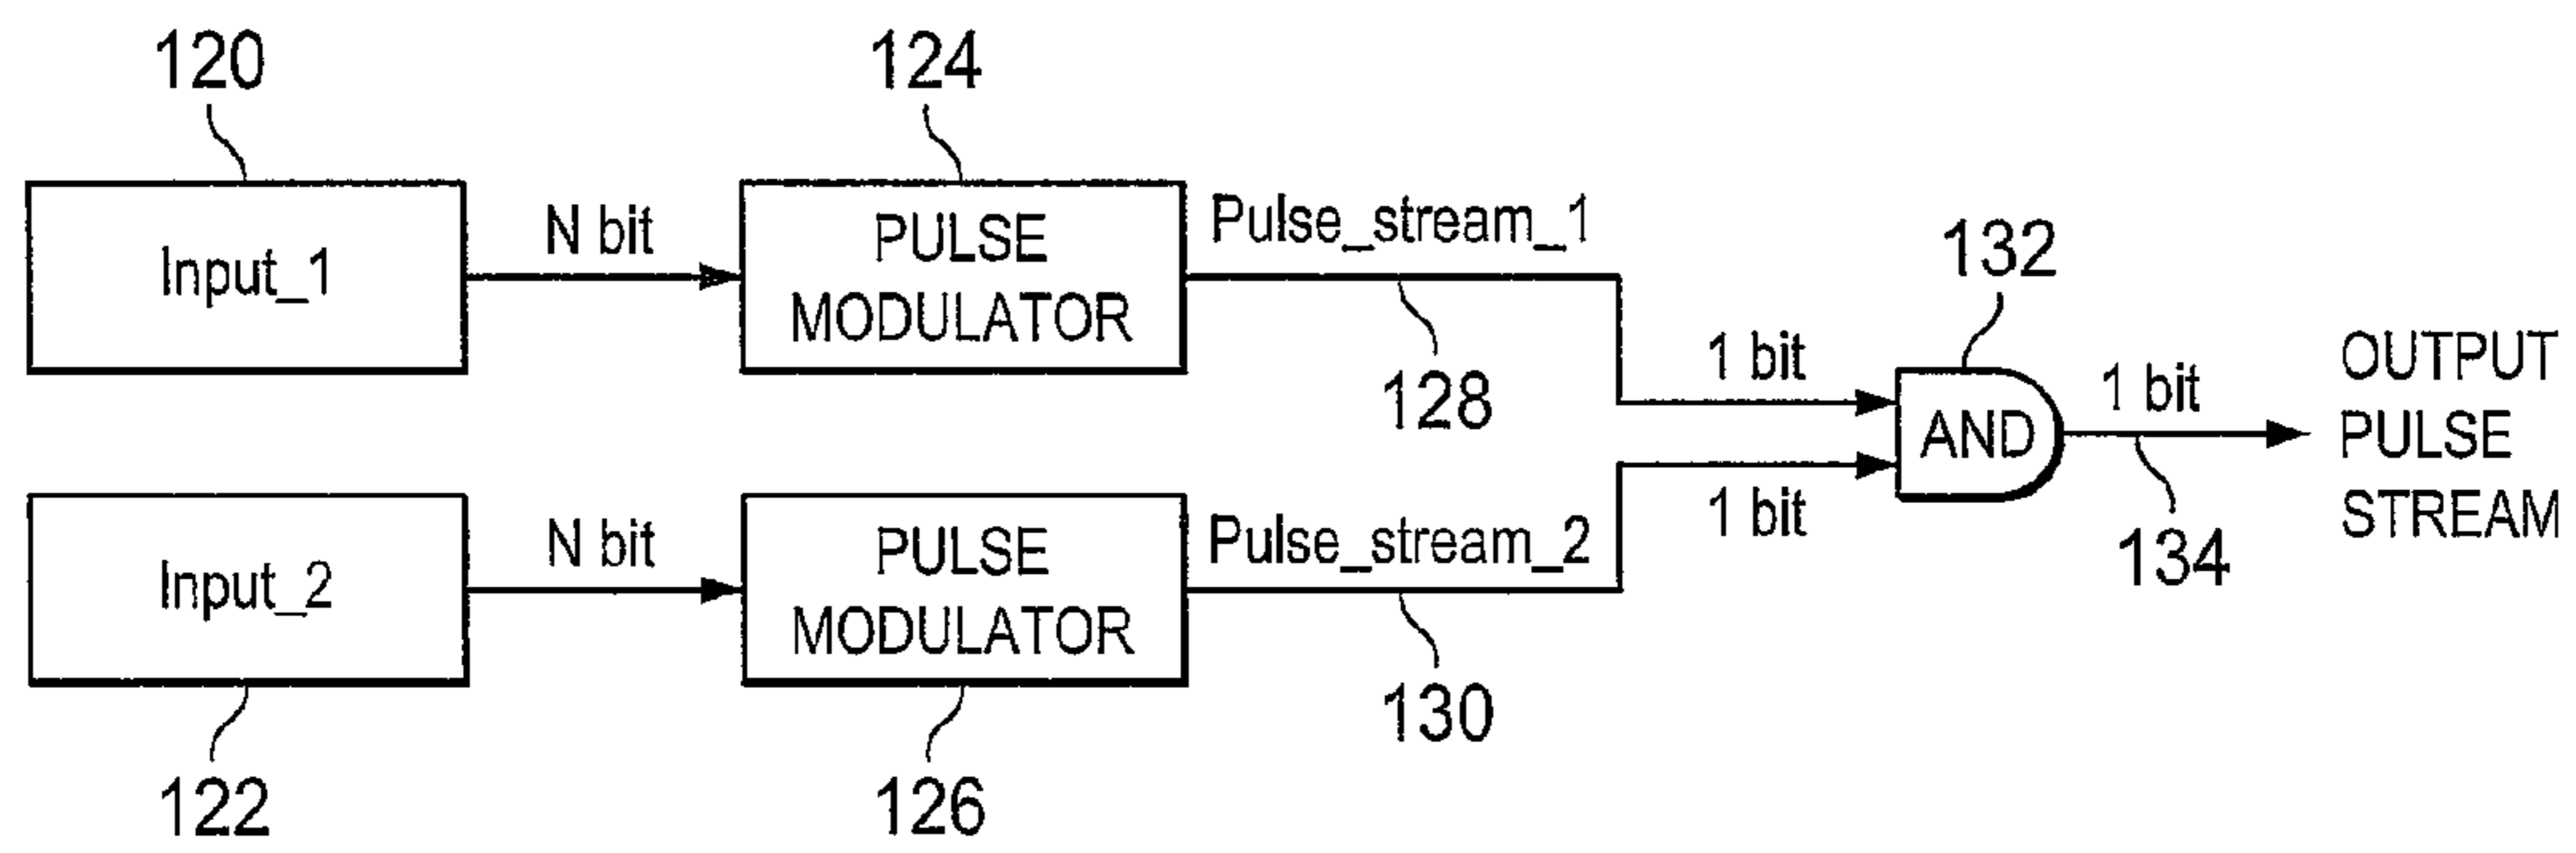 120
124
Input_1
N bit
PULSE
MODULATOR
Pulse_stream_1
128
132
1 bit
AND
1 bit
134
OUTPUT
PULSE
STREAM
Input_2
N bit
PULSE
MODULATOR
Pulse_stream_2
1 bit
130
122
126